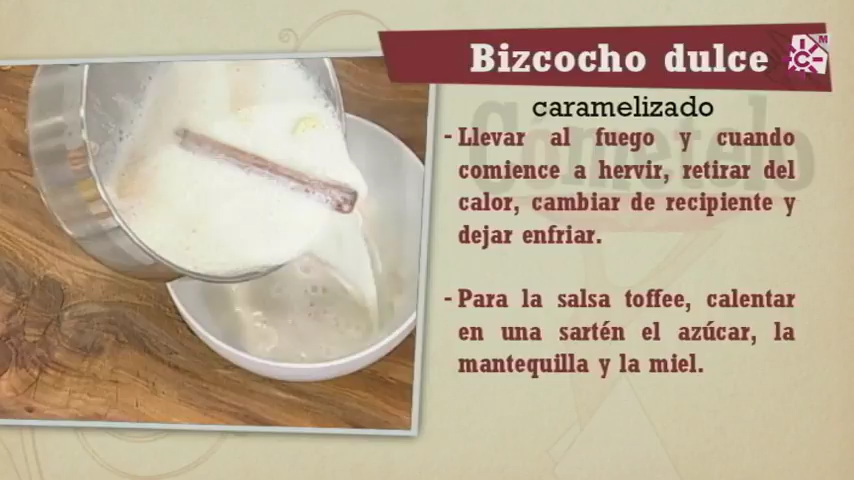 Bizcocho dulce
M
caramelizado
Cómetelo
- Llevar al fuego y cuando
comience a hervir, retirar del
calor, cambiar de recipiente y
dejar enfriar.
- Para la salsa toffee, calentar
en una sartén el azúcar, la
mantequilla y la miel.